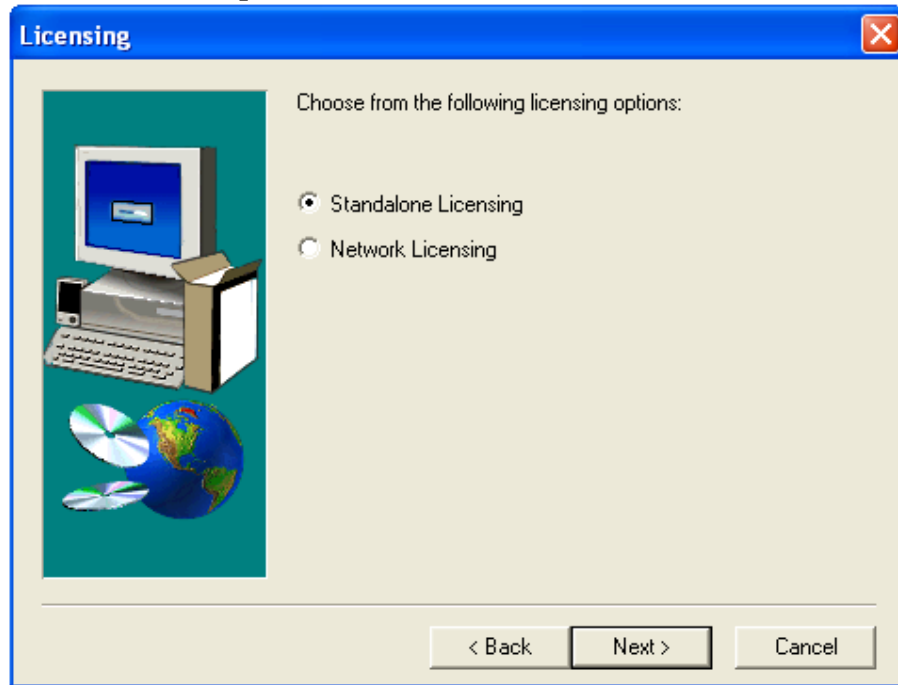 Licensing
Choose from the following licensing options:
Standalone Licensing
Network Licensing
< Back
Next >
Cancel